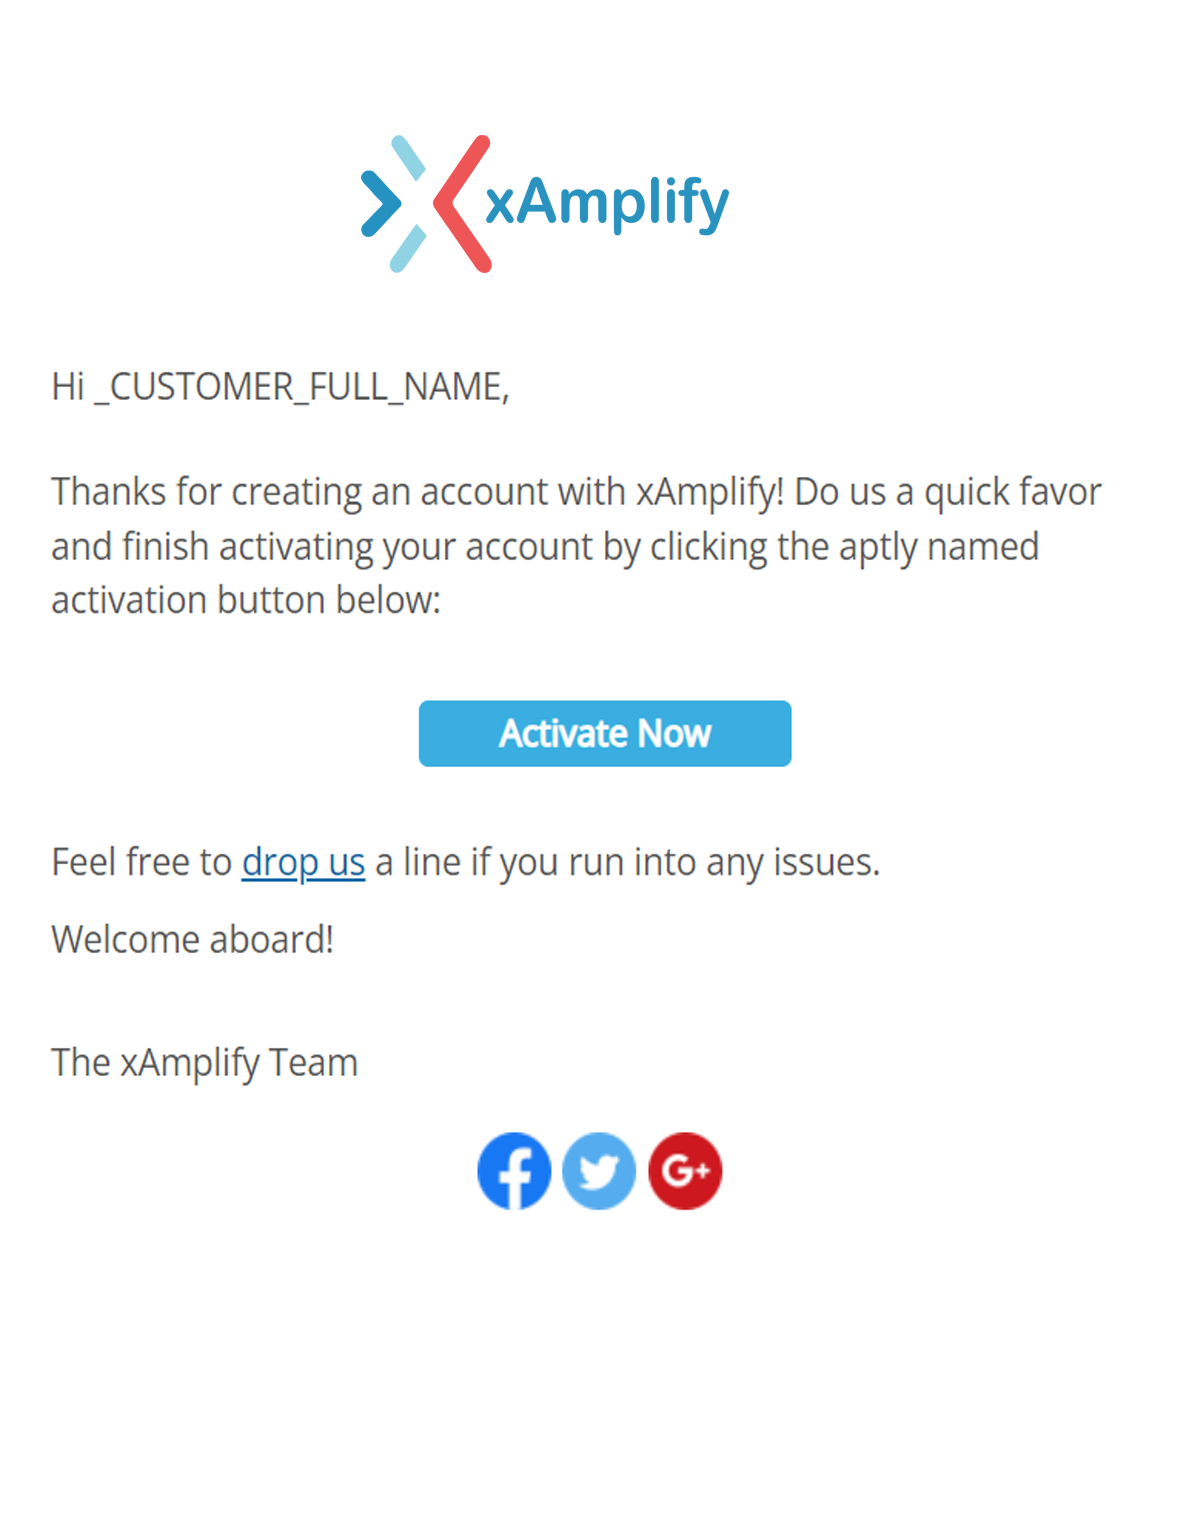 xAmplify
Hi _CUSTOMER_FULL_NAME,
Thanks for creating an account with xAmplify! Do us a quick favor
and finish activating your account by clicking the aptly named
activation button below:
Activate Now
Feel free to drop us a line if you run into any issues.
Welcome aboard!
The xAmplify Team
G+